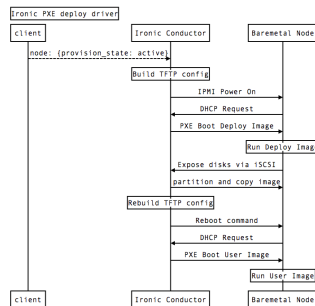 Ironic PXE deploy driver
client Ironic Conductor Baremetal Node
node: {provision_state: active}
Build TFTP config
IPMI Power On
DHCP Request
PXE Boot Deploy Image
Run Deploy Imag
Expose disks via iSCSI
partition and copy image
Rebuild TFTP config
Reboot command
DHCP Request
PXE Boot User Image
Run User Image
client Ironic Conductor Baremetal Node